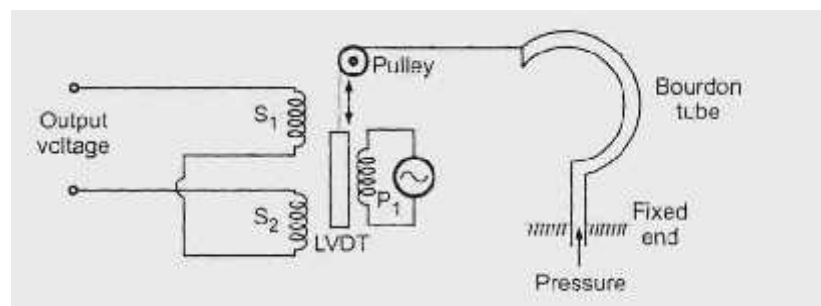 Pulley
Bourdon
tube
Output
voltage
S1
S2
P1
LVDT
Fixed
end
Pressure